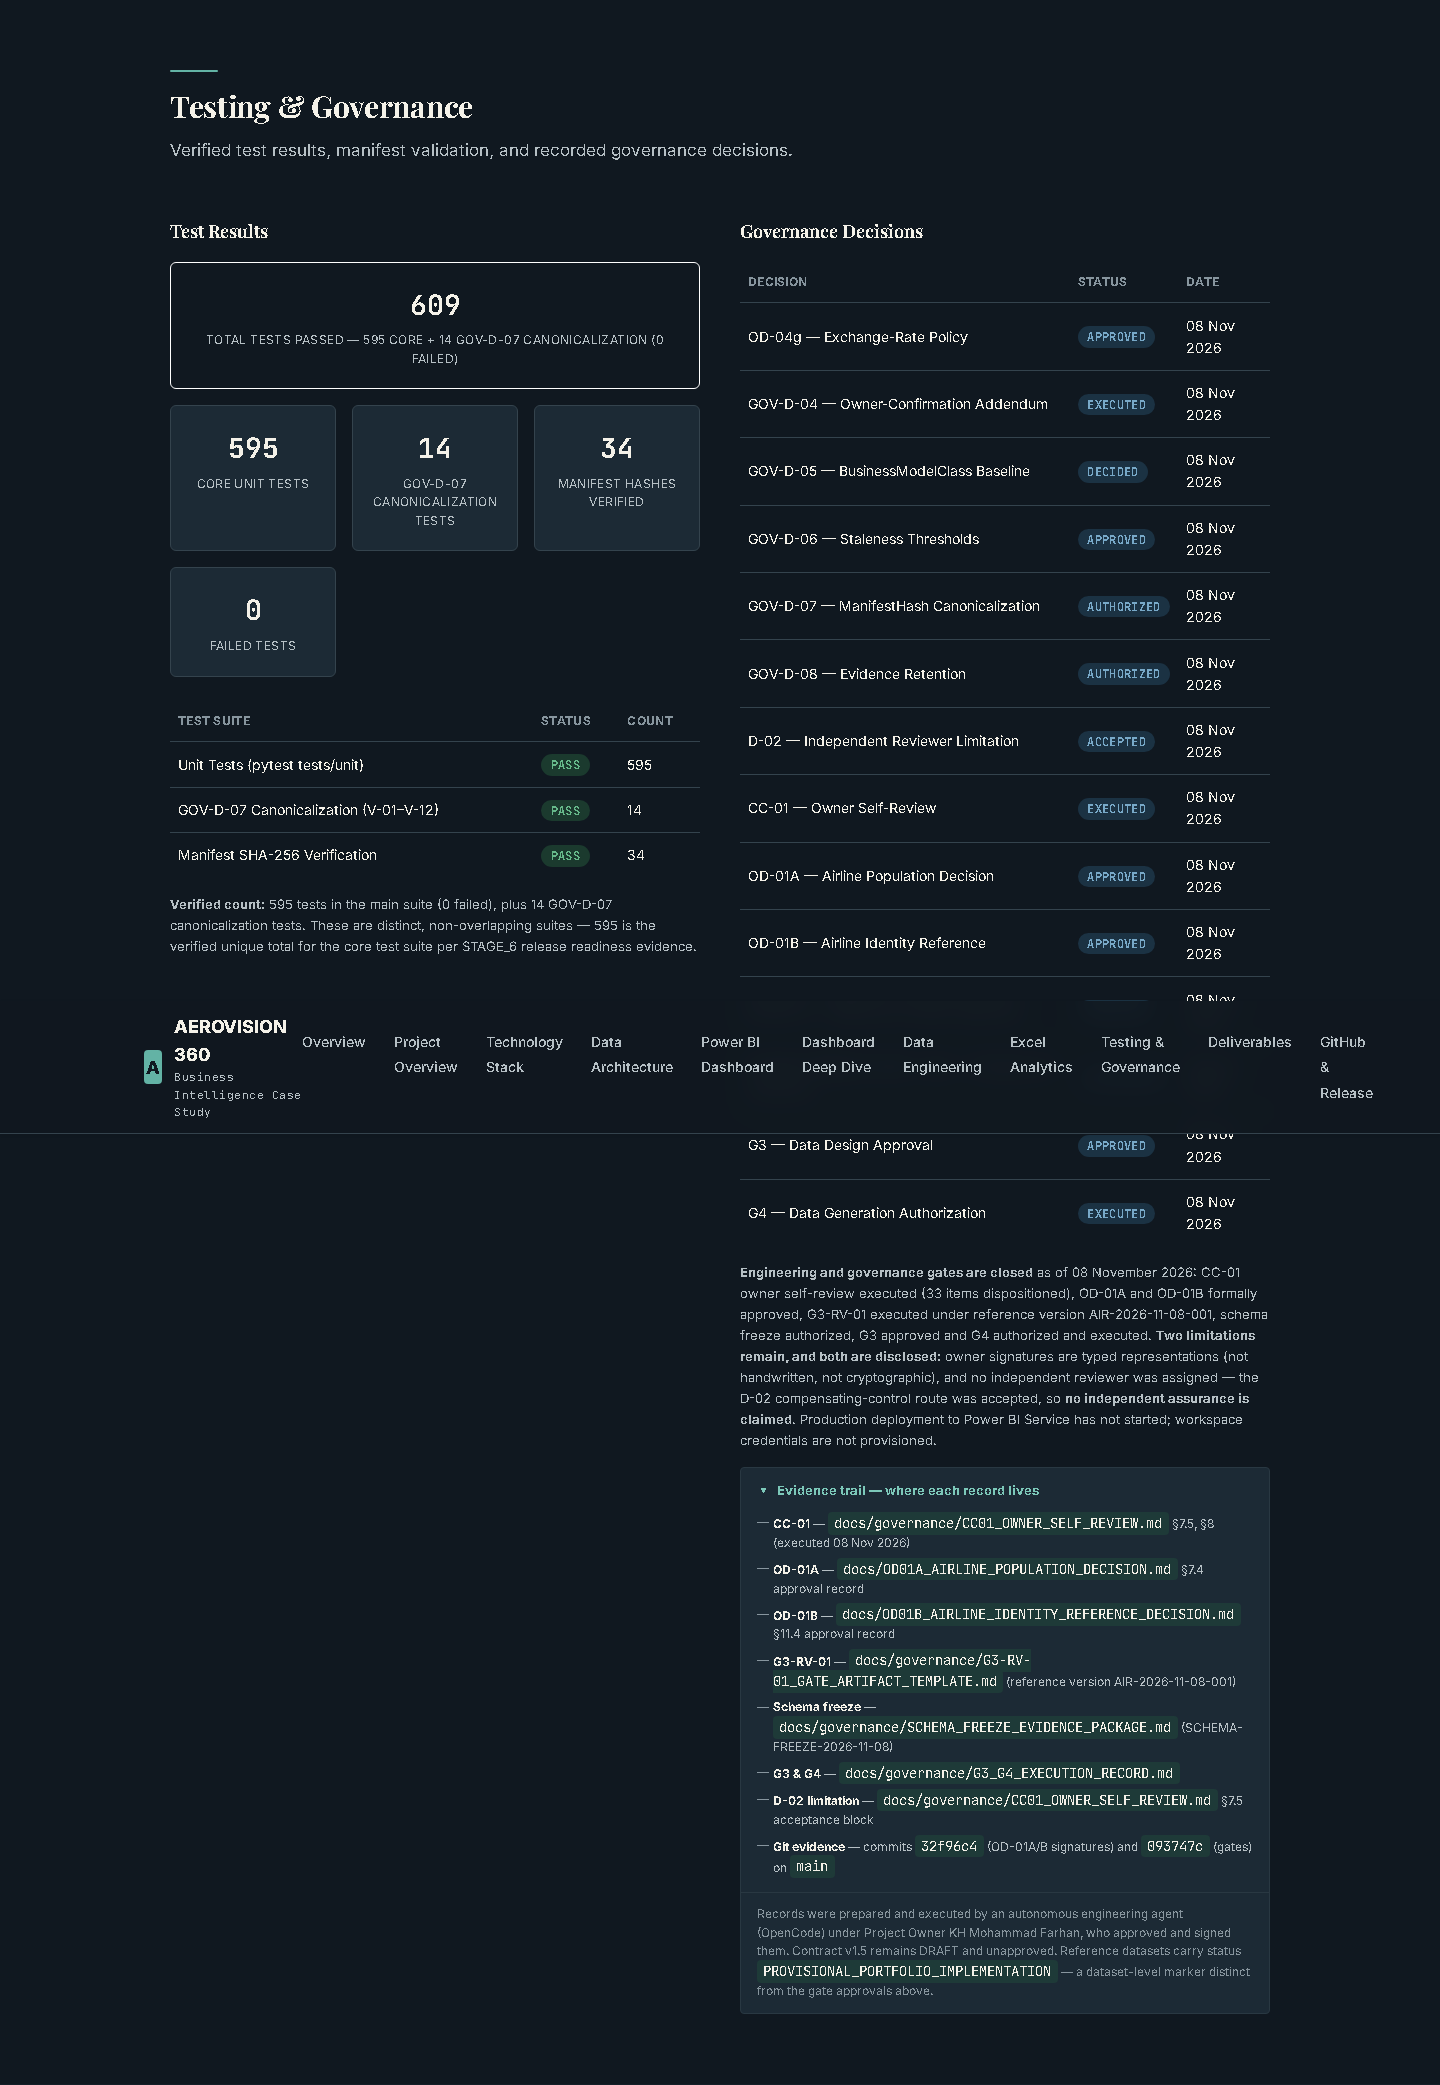 Testing & Governance
Verified test results, manifest validation, and recorded governance decisions.
Test Results
609
TOTAL TESTS PASSED — 595 CORE + 14 GOV-D-07 CANONICALIZATION (0
FAILED)
595
CORE UNIT TESTS
14
GOV-D-07
CANONICALIZATION
TESTS
34
MANIFEST HASHES
VERIFIED
0
FAILED TESTS
TEST SUITE STATUS COUNT
Unit Tests (pytest tests/unit) PASS 595
GOV-D-07 Canonicalization (V-01–V-12) PASS 14
Manifest SHA-256 Verification PASS 34
Verified count: 595 tests in the main suite (0 failed), plus 14 GOV-D-07
canonicalization tests. These are distinct, non-overlapping suites — 595 is the
verified unique total for the core test suite per STAGE_6 release readiness evidence.
Governance Decisions
DECISION STATUS DATE
OD-04g — Exchange-Rate Policy APPROVED 08 Nov
2026
GOV-D-04 — Owner-Confirmation Addendum EXECUTED 08 Nov
2026
GOV-D-05 — BusinessModelClass Baseline DECIDED 08 Nov
2026
GOV-D-06 — Staleness Thresholds APPROVED 08 Nov
2026
GOV-D-07 — ManifestHash Canonicalization AUTHORIZED 08 Nov
2026
GOV-D-08 — Evidence Retention AUTHORIZED 08 Nov
2026
D-02 — Independent Reviewer Limitation ACCEPTED 08 Nov
2026
CC-01 — Owner Self-Review EXECUTED 08 Nov
2026
OD-01A — Airline Population Decision APPROVED 08 Nov
2026
OD-01B — Airline Identity Reference APPROVED 08 Nov
2026
08 Nov
A
AEROVISION
360
Business
Intelligence Case
Study
Overview
Project
Overview
Technology
Stack
Data
Architecture
Power BI
Dashboard
Dashboard
Deep Dive
Data
Engineering
Excel
Analytics
Testing &
Governance
Deliverables
GitHub
&
Release
G3 — Data Design Approval APPROVED 08 Nov
2026
G4 — Data Generation Authorization EXECUTED 08 Nov
2026
Engineering and governance gates are closed as of 08 November 2026: CC-01
owner self-review executed (33 items dispositioned), OD-01A and OD-01B formally
approved, G3-RV-01 executed under reference version AIR-2026-11-08-001, schema
freeze authorized, G3 approved and G4 authorized and executed. Two limitations
remain, and both are disclosed: owner signatures are typed representations (not
handwritten, not cryptographic), and no independent reviewer was assigned — the
D-02 compensating-control route was accepted, so no independent assurance is
claimed. Production deployment to Power BI Service has not started; workspace
credentials are not provisioned.
▼ Evidence trail — where each record lives
— CC-01 — docs/governance/CC01_OWNER_SELF_REVIEW.md §7.5, §8
(executed 08 Nov 2026)
— OD-01A — docs/OD01A_AIRLINE_POPULATION_DECISION.md §7.4
approval record
— OD-01B — docs/OD01B_AIRLINE_IDENTITY_REFERENCE_DECISION.md
§11.4 approval record
— G3-RV-01 — docs/governance/G3-RV-
01_GATE_ARTIFACT_TEMPLATE.md (reference version AIR-2026-11-08-001)
— Schema freeze —
docs/governance/SCHEMA_FREEZE_EVIDENCE_PACKAGE.md (SCHEMA-
FREEZE-2026-11-08)
— G3 & G4 — docs/governance/G3_G4_EXECUTION_RECORD.md
— D-02 limitation — docs/governance/CC01_OWNER_SELF_REVIEW.md §7.5
acceptance block
— Git evidence — commits 32f96c4 (OD-01A/B signatures) and 093747c (gates)
on main
Records were prepared and executed by an autonomous engineering agent
(OpenCode) under Project Owner KH Mohammad Farhan, who approved and signed
them. Contract v1.5 remains DRAFT and unapproved. Reference datasets carry status
PROVISIONAL_PORTFOLIO_IMPLEMENTATION — a dataset-level marker distinct
from the gate approvals above.